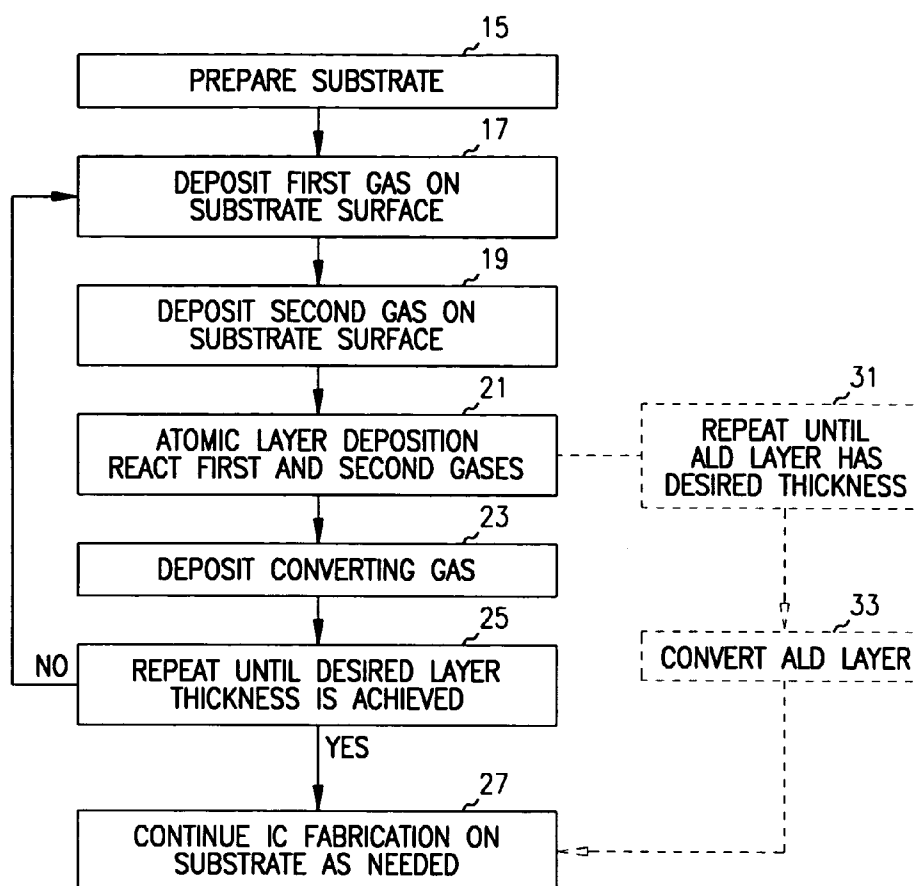 15
PREPARE SUBSTRATE
17
DEPOSIT FIRST GAS ON
SUBSTRATE SURFACE
19
DEPOSIT SECOND GAS ON
SUBSTRATE SURFACE
21
ATOMIC LAYER DEPOSITION
REACT FIRST AND SECOND GASES
23
DEPOSIT CONVERTING GAS
25
REPEAT UNTIL DESIRED LAYER
THICKNESS IS ACHIEVED
NO
YES
27
CONTINUE IC FABRICATION ON
SUBSTRATE AS NEEDED
31
REPEAT UNTIL
ALD LAYER HAS
DESIRED THICKNESS
33
CONVERT ALD LAYER